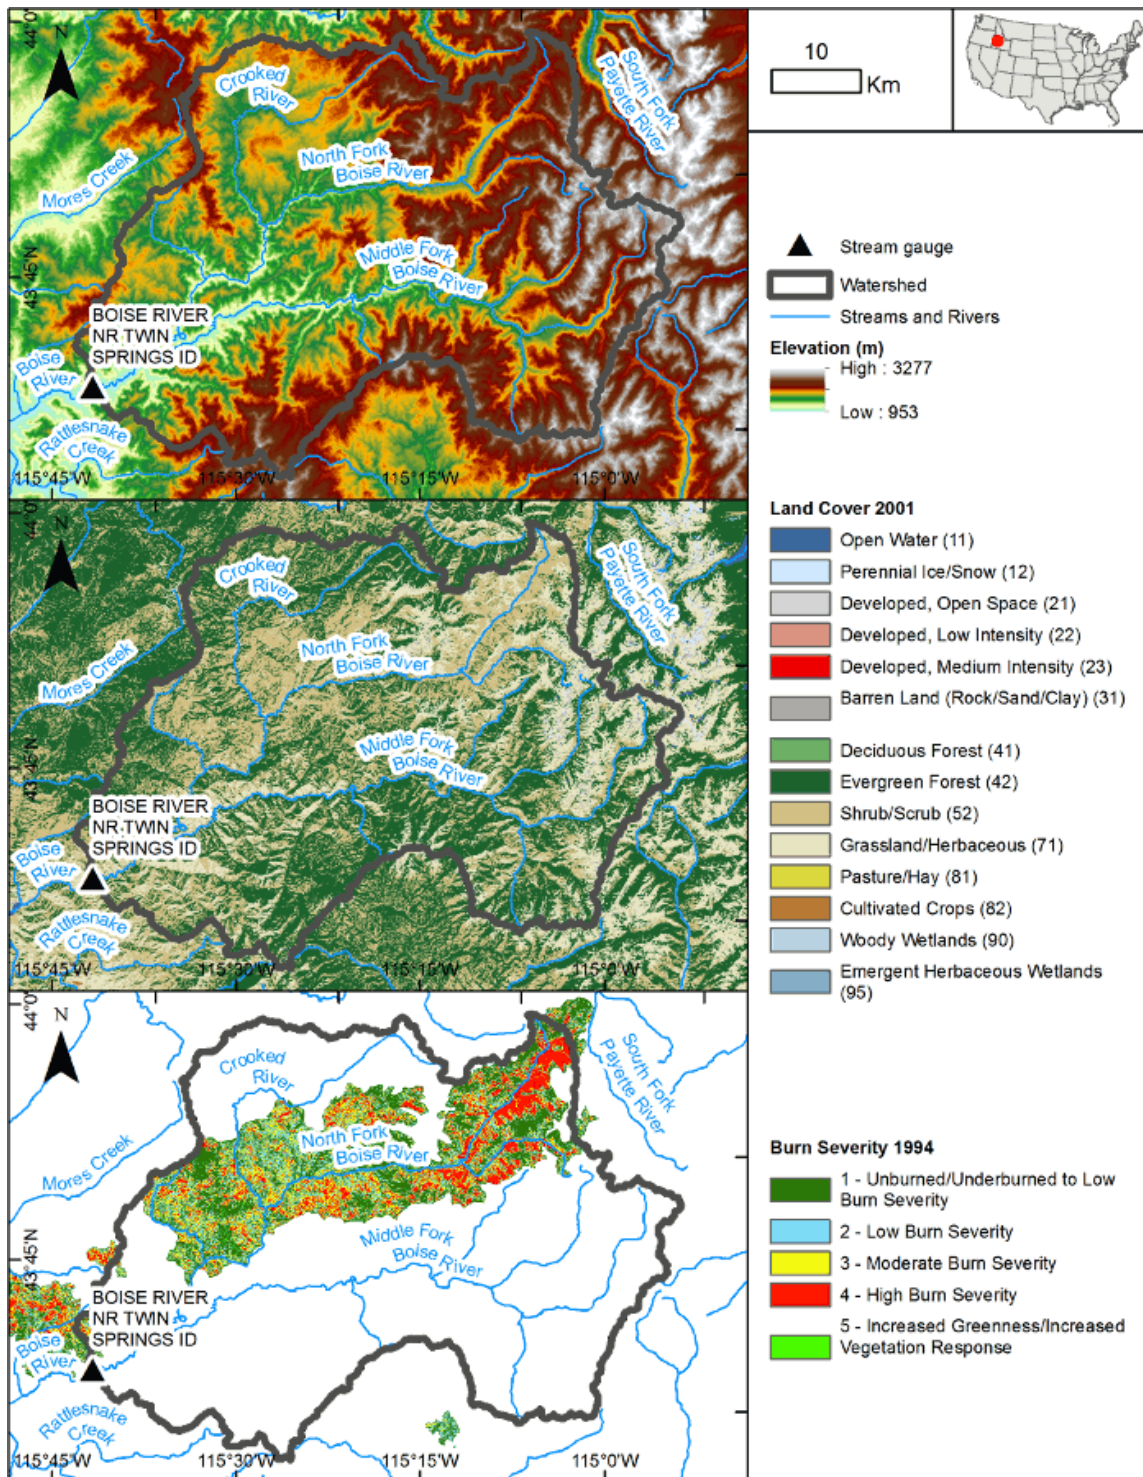 44°0'
N
Crooked
River
South Fork
Payette River
Mores Creek
North Fork
Boise River
Middle Fork
Boise River
43°45'N
BOISE RIVER
NR TWIN
SPRINGS ID
Boise
River
Rattlesnake
Creek
115°45'W
115°30'W
115°15'W
115°0'W
44°0'
N
Crooked
River
South Fork
Payette River
Mores Creek
North Fork
Boise River
Middle Fork
Boise River
43°45'N
BOISE RIVER
NR TWIN
SPRINGS ID
Boise
River
Rattlesnake
Creek
115°45'W
115°30'W
115°15'W
115°0'W
44°0'N
N
Crooked
River
South Fork
Payette River
Mores Creek
North Fork
Boise River
Middle Fork
Boise River
43°45'N
BOISE RIVER
NR TWIN
SPRINGS ID
Boise
River
Rattlesnake
Creek
115°45'W
115°30'W
115°15'W
115°0'W
10
Km
Stream gauge
Watershed
Streams and Rivers
Elevation (m)
High : 3277
Low : 953
Land Cover 2001
Open Water (11)
Perennial Ice/Snow (12)
Developed, Open Space (21)
Developed, Low Intensity (22)
Developed, Medium Intensity (23)
Barren Land (Rock/Sand/Clay) (31)
Deciduous Forest (41)
Evergreen Forest (42)
Shrub/Scrub (52)
Grassland/Herbaceous (71)
Pasture/Hay (81)
Cultivated Crops (82)
Woody Wetlands (90)
Emergent Herbaceous Wetlands
(95)
Burn Severity 1994
1 - Unburned/Underburned to Low
Burn Severity
2 - Low Burn Severity
3 - Moderate Burn Severity
4 - High Burn Severity
5 - Increased Greenness/Increased
Vegetation Response